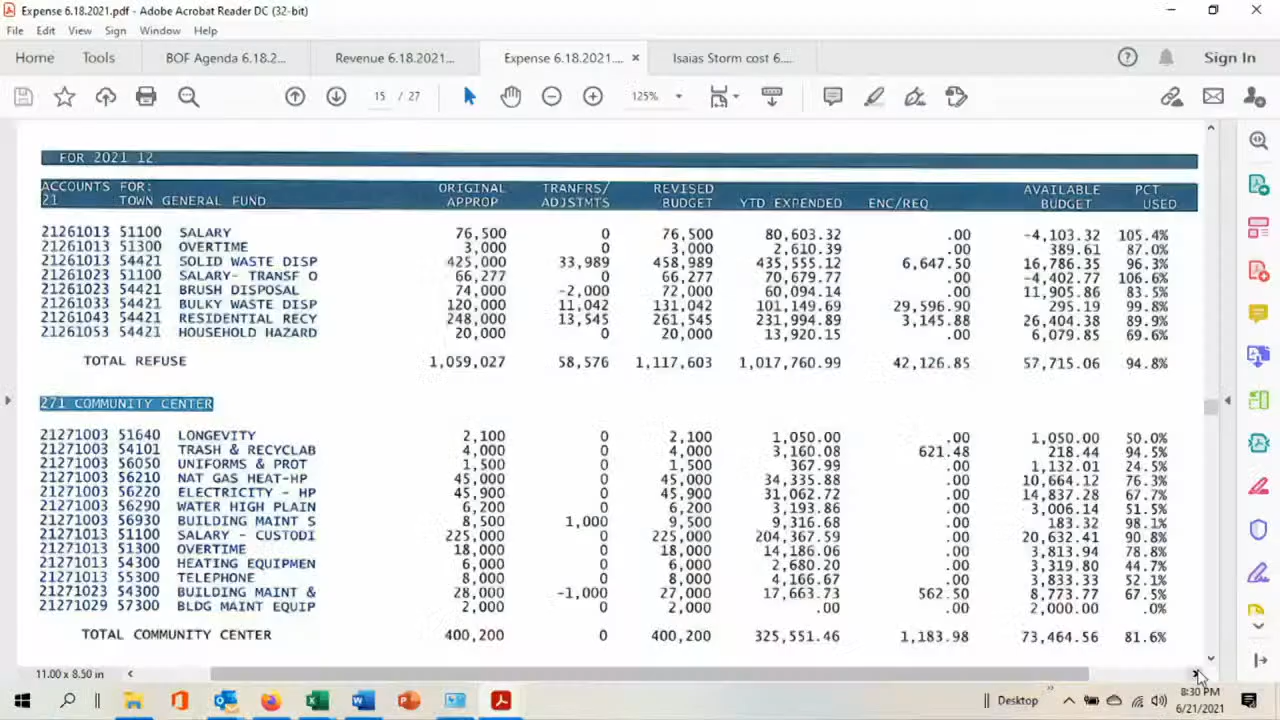 Expense 6.18.2021.pdf - Adobe Acrobat Reader DC (32-bit)
File Edit View Sign Window Help
Home Tools BOF Agenda 6.18.2... Revenue 6.18.2021... Expense 6.18.2021.... × Isaias Storm cost 6.... Sign In
15 / 27 125%
FOR 2021 12
ACCOUNTS FOR: ORIGINAL TRANFRS/ REVISED AVAILABLE PCT
21 TOWN GENERAL FUND APPROP ADJSTMTS BUDGET YTD EXPENDED ENC/REQ BUDGET USED
21261013 51100 SALARY 76,500 0 76,500 80,603.32 .00 -4,103.32 105.4%
21261013 51300 OVERTIME 3,000 0 3,000 2,610.39 .00 389.61 87.0%
21261013 54421 SOLID WASTE DISP 425,000 33,989 458,989 435,555.12 6,647.50 16,786.35 96.3%
21261023 51100 SALARY- TRANSF O 66,277 0 66,277 70,679.77 .00 -4,402.77 106.6%
21261023 54421 BRUSH DISPOSAL 74,000 -2,000 72,000 60,094.14 .00 11,905.86 83.5%
21261033 54421 BULKY WASTE DISP 120,000 11,042 131,042 101,149.69 29,596.90 295.19 99.8%
21261043 54421 RESIDENTIAL RECY 248,000 13,545 261,545 231,994.89 3,145.88 26,404.38 89.9%
21261053 54421 HOUSEHOLD HAZARD 20,000 0 20,000 13,920.15 .00 6,079.85 69.6%
TOTAL REFUSE 1,059,027 58,576 1,117,603 1,017,760.99 42,126.85 57,715.06 94.8%
271 COMMUNITY CENTER
21271003 51640 LONGEVITY 2,100 0 2,100 1,050.00 .00 1,050.00 50.0%
21271003 54101 TRASH & RECYCLAB 4,000 0 4,000 3,160.08 621.48 218.44 94.5%
21271003 56050 UNIFORMS & PROT 1,500 0 1,500 367.99 .00 1,132.01 24.5%
21271003 56210 NAT GAS HEAT-HP 45,000 0 45,000 34,335.88 .00 10,664.12 76.3%
21271003 56220 ELECTRICITY - HP 45,900 0 45,900 31,062.72 .00 14,837.28 67.7%
21271003 56290 WATER HIGH PLAIN 6,200 0 6,200 3,193.86 .00 3,006.14 51.5%
21271003 56930 BUILDING MAINT S 8,500 1,000 9,500 9,316.68 .00 183.32 98.1%
21271013 51100 SALARY - CUSTODI 225,000 0 225,000 204,367.59 .00 20,632.41 90.8%
21271013 51300 OVERTIME 18,000 0 18,000 14,186.06 .00 3,813.94 78.8%
21271013 54300 HEATING EQUIPMEN 6,000 0 6,000 2,680.20 .00 3,319.80 44.7%
21271013 55300 TELEPHONE 8,000 0 8,000 4,166.67 .00 3,833.33 52.1%
21271023 54300 BUILDING MAINT & 28,000 -1,000 27,000 17,663.73 562.50 8,773.77 67.5%
21271029 57300 BLDG MAINT EQUIP 2,000 0 2,000 .00 .00 2,000.00 .0%
TOTAL COMMUNITY CENTER 400,200 0 400,200 325,551.46 1,183.98 73,464.56 81.6%
11.00 x 8.50 in
Desktop
8:30 PM
6/21/2021